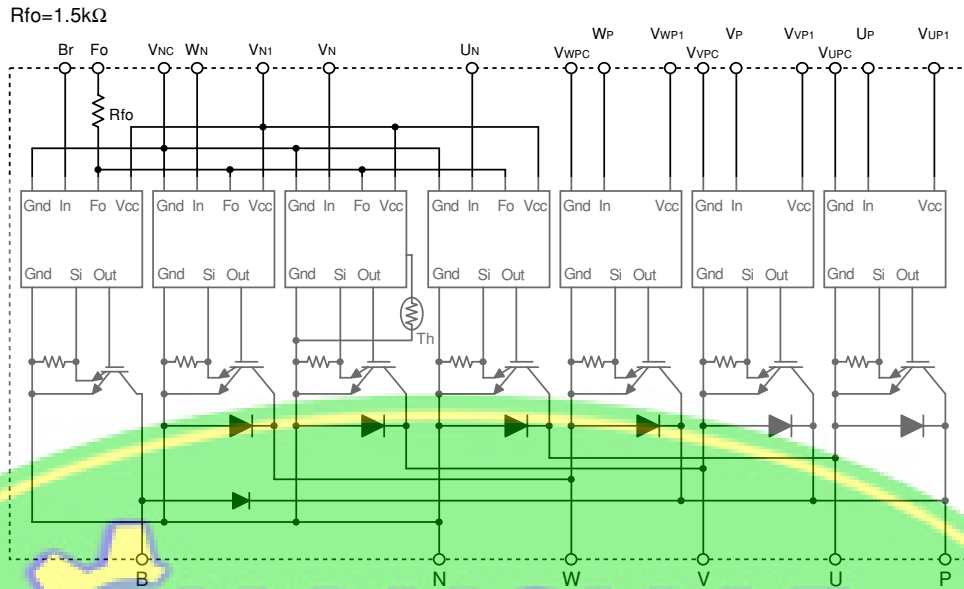 Rfo=1.5kΩ
Br Fo VNC WN VN1 VN UN VWPC WP VWP1 VVPC VP VVP1 VUPC UP VUP1
Rfo
Gnd In Fo Vcc Gnd In Fo Vcc Gnd In Fo Vcc Gnd In Fo Vcc Gnd In Vcc Gnd In Vcc Gnd In Vcc
Gnd Si Out Gnd Si Out Gnd Si Out Gnd Si Out Gnd Si Out Gnd Si Out Gnd Si Out
Th
B N W V U P